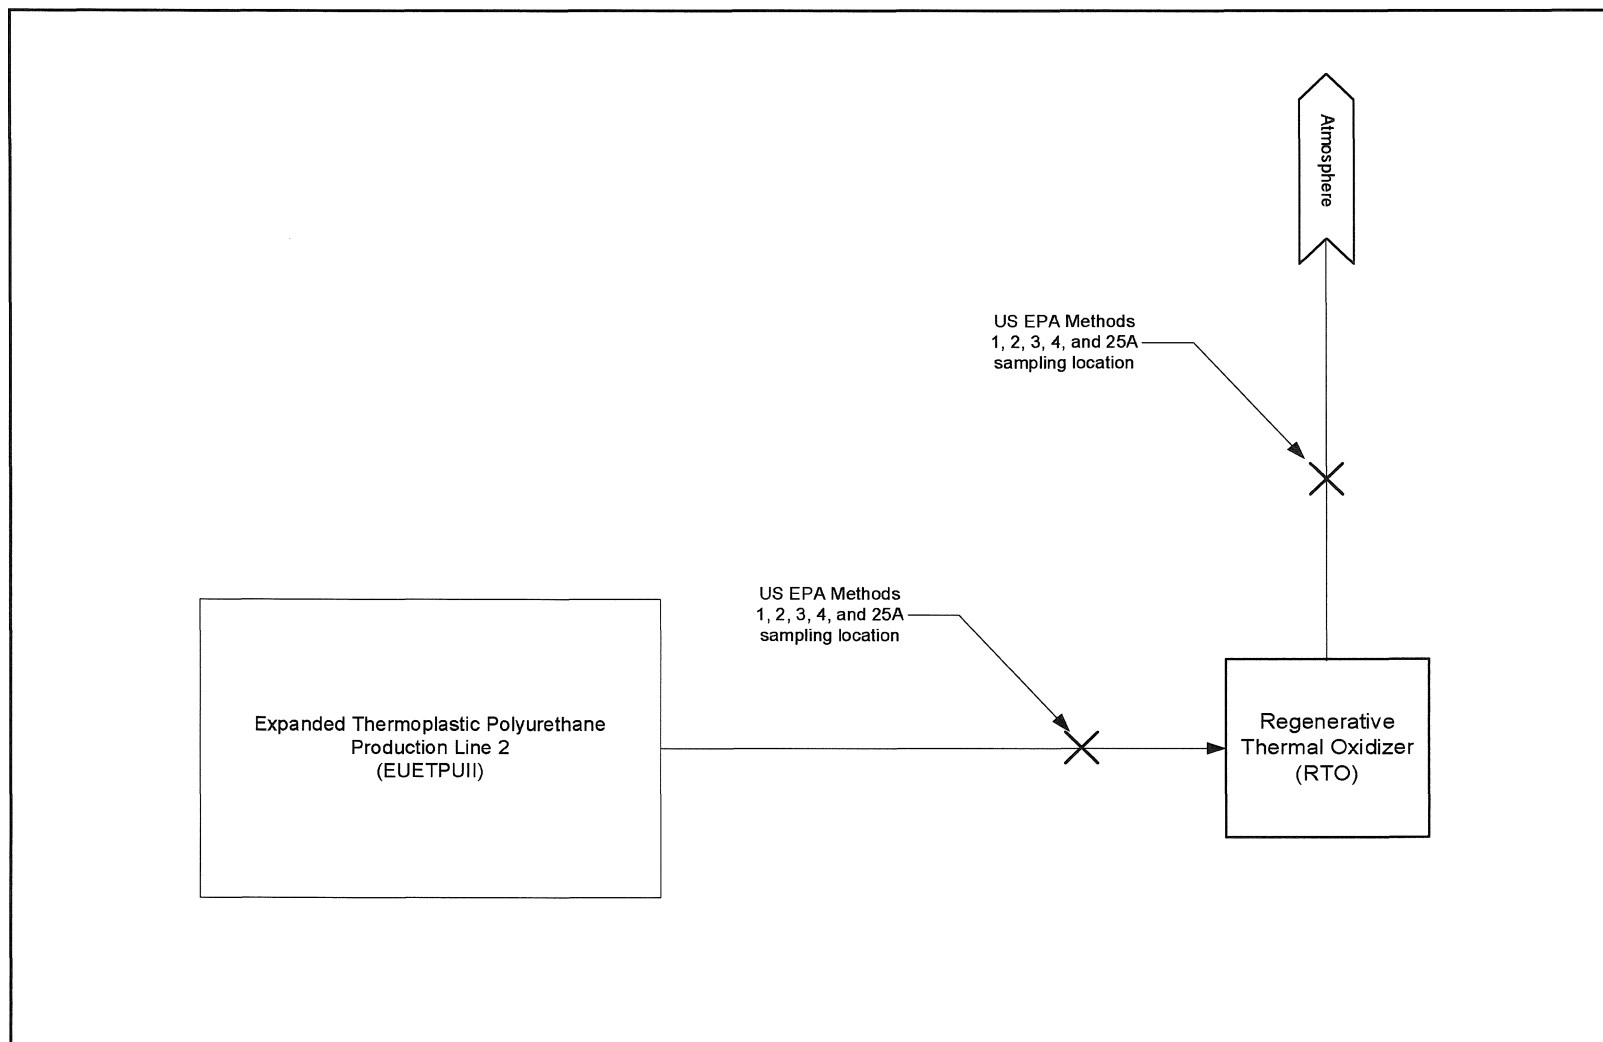 Atmosphere
US EPA Methods
1, 2, 3, 4, and 25A
sampling location
US EPA Methods
1, 2, 3, 4, and 25A
sampling location
Expanded Thermoplastic Polyurethane
Production Line 2
(EUETPUII)
Regenerative
Thermal Oxidizer
(RTO)